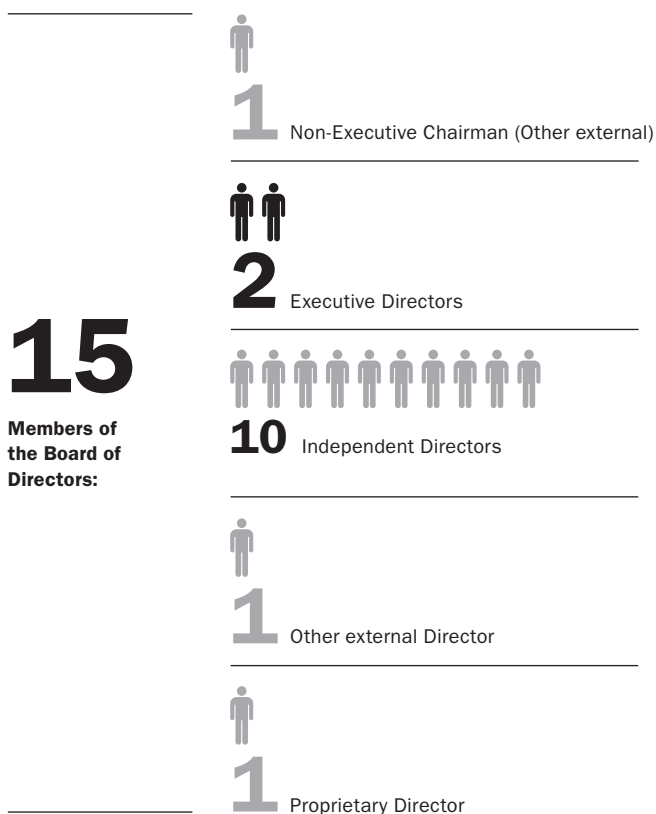 15
Members of
the Board of
Directors:
1 Non-Executive Chairman (Other external)
2 Executive Directors
10 Independent Directors
1 Other external Director
1 Proprietary Director